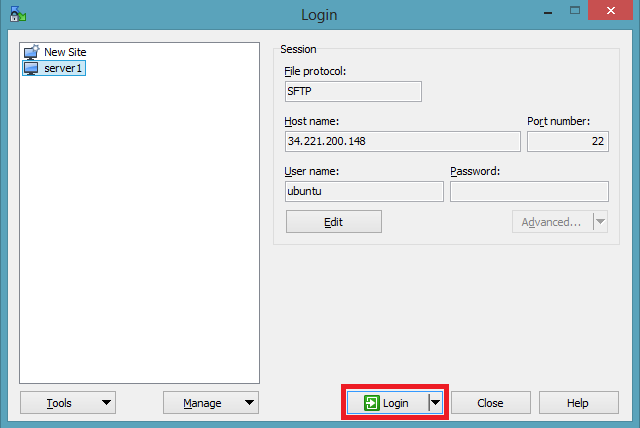 Login
New Site
server1
Session
File protocol:
SFTP
Host name:
Port number:
34.221.200.148
22
User name:
Password:
ubuntu
Edit
Advanced...
Tools
Manage
Login
Close
Help